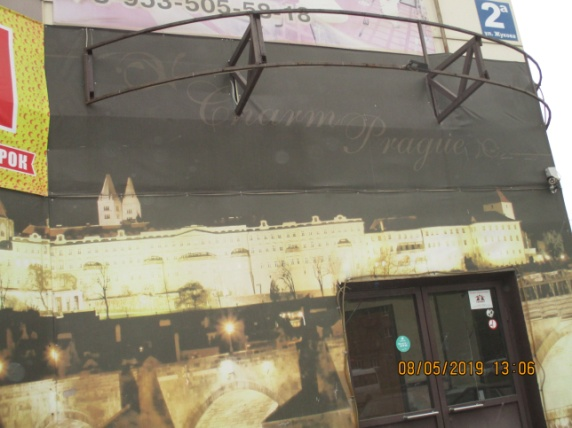 953-505-58-18
2а
ул. Жукова
РОК
Charm
Prague
08/05/2019 13:06